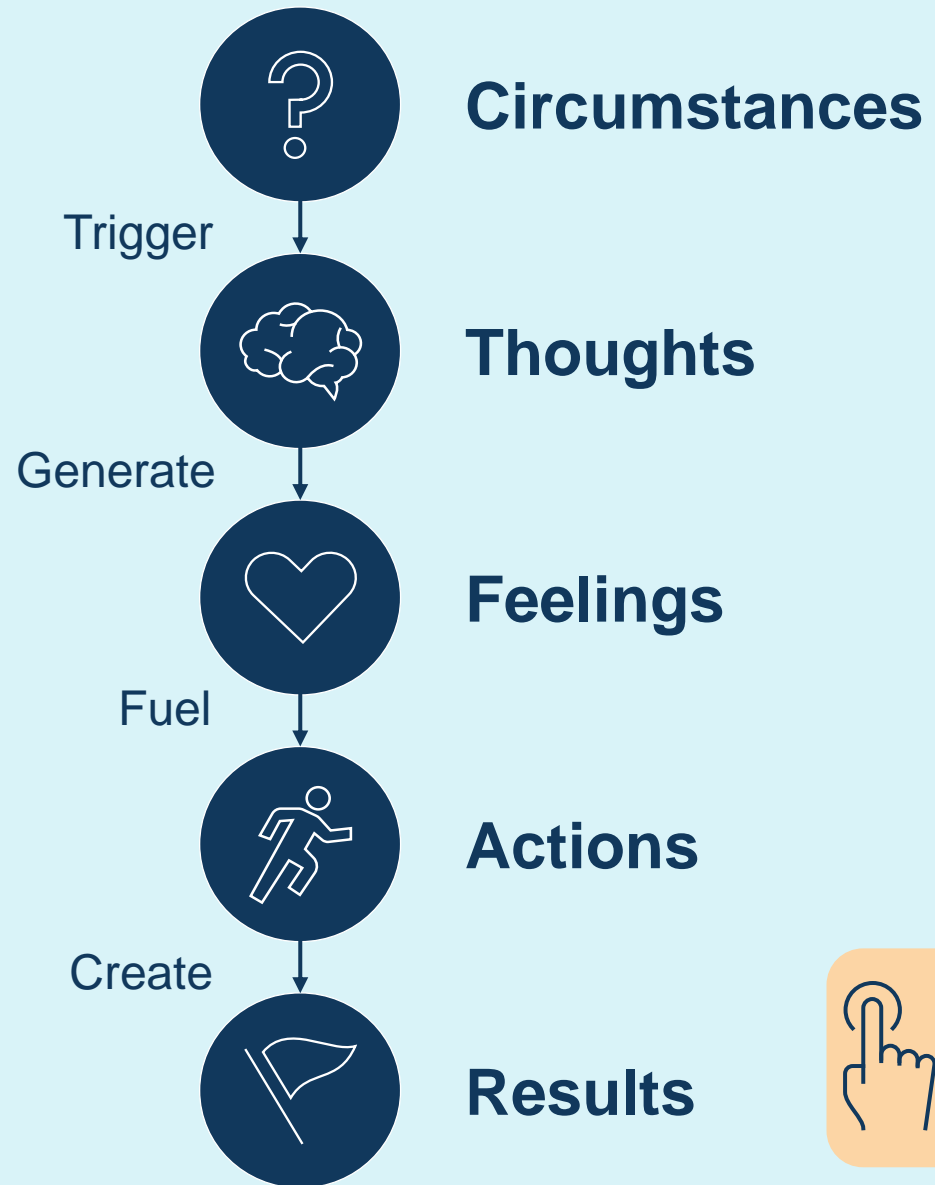 Circumstances
Trigger
Thoughts
Generate
Feelings
Fuel
Actions
Create
Results